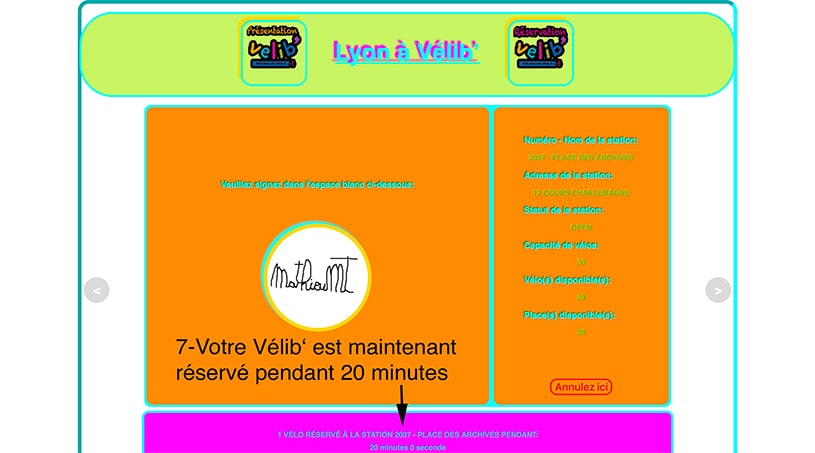 Présentation
Vélib'
Lyon à Vélib'
Réservation
Vélib'
Veuillez signez dans l'espace blanc ci-dessous:
mathieuMT
7-Votre Vélib‘ est maintenant
réservé pendant 20 minutes
Numéro - Nom de la station:
2037 - PLACE DES ARCHIVES
Adresse de la station:
12 COURS CHARLEMAGNE
Statut de la station:
OPEN
Capacité de vélos:
Vélo(s) disponible(s):
Place(s) disponible(s):
Annulez ici
<
>
1 VÉLO RÉSERVÉ À LA STATION 2037 - PLACE DES ARCHIVES PENDANT:
20 minutes 0 seconde